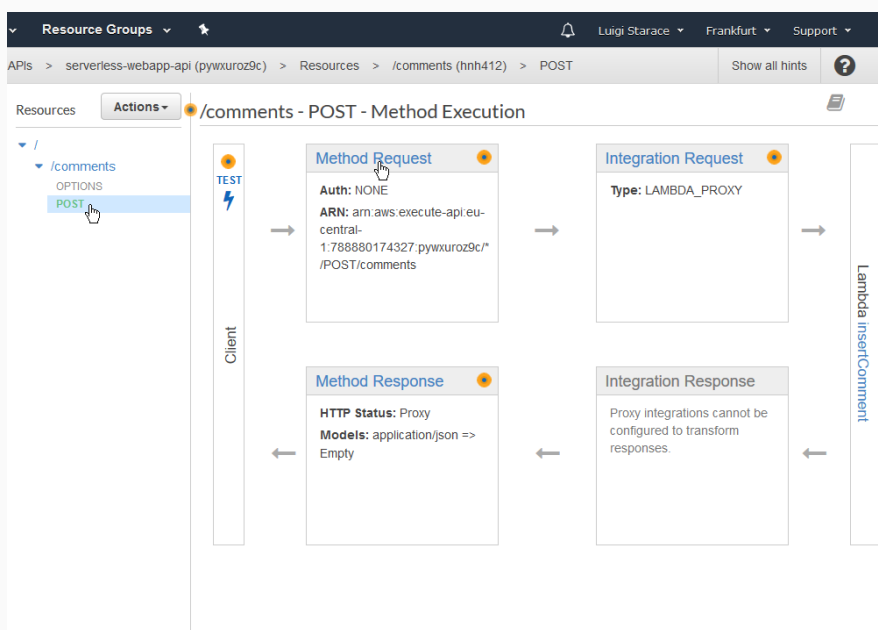 Resource Groups
Luigi Starace
Frankfurt
Support
APIs > serverless-webapp-api (pywxuroz9c) > Resources > /comments (hnh412) > POST
Show all hints
?
Resources
Actions
/comments - POST - Method Execution
/
/comments
OPTIONS
POST
TEST
Client
Method Request
Auth: NONE
ARN: arn:aws:execute-api:eu-
central-
1:788880174327:pywxuroz9c/*
/POST/comments
Integration Request
Type: LAMBDA_PROXY
Lambda insertComment
Method Response
HTTP Status: Proxy
Models: application/json =>
Empty
Integration Response
Proxy integrations cannot be
configured to transform
responses.